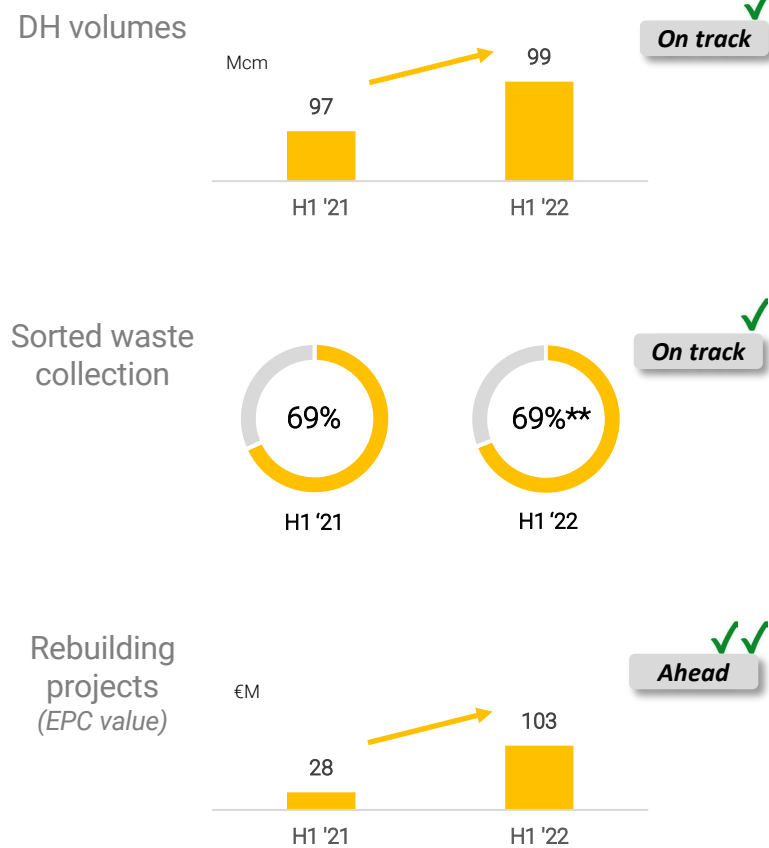 DH volumes
On track
Mcm
97
99
H1 '21
H1 '22
Sorted waste
collection
On track
69%
69%**
H1 ‘21
H1 ‘22
Rebuilding
projects
(EPC value)
Ahead
€M
28
103
H1 '21
H1 '22